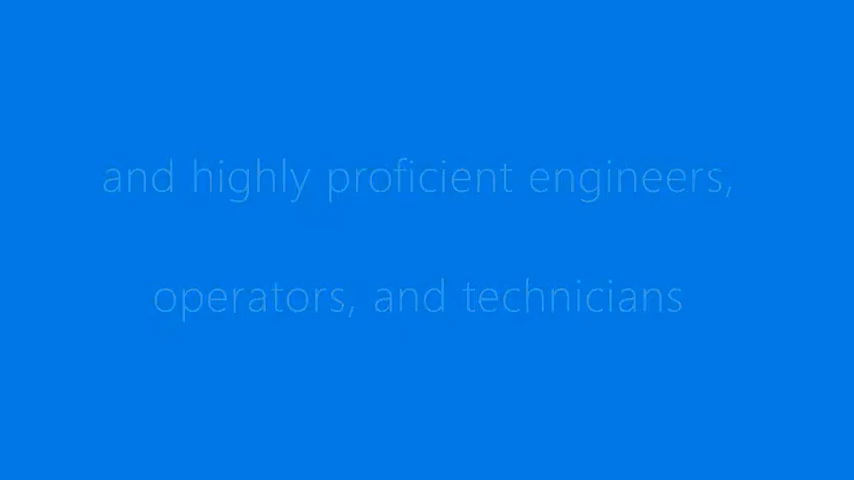 and highly proficient engineers,
operators, and technicians